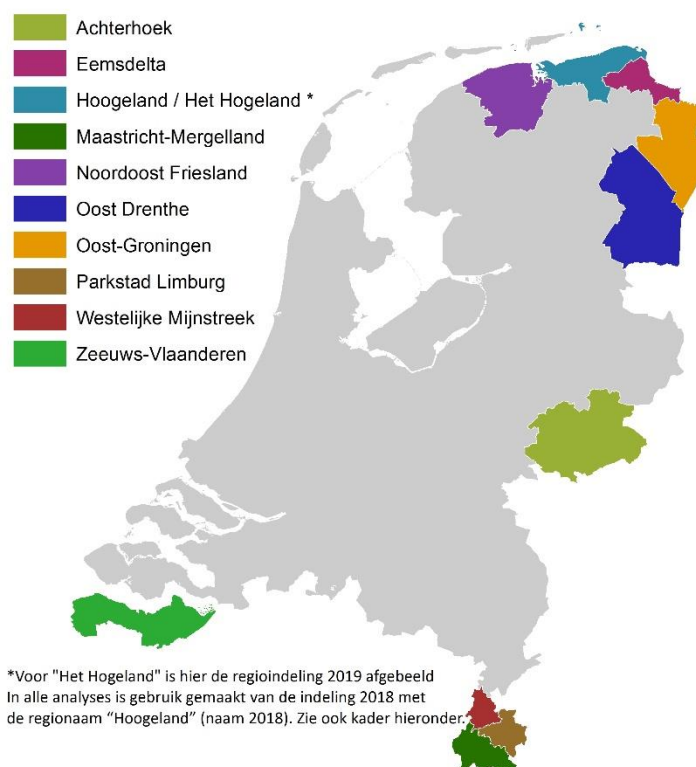 Achterhoek
Eemsdelta
Hoogeland / Het Hogeland *
Maastricht-Mergelland
Noordoost Friesland
Oost Drenthe
Oost-Groningen
Parkstad Limburg
Westelijke Mijnstreek
Zeeuws-Vlaanderen
*Voor "Het Hogeland" is hier de regioindeling 2019 afgebeeld
In alle analyses is gebruik gemaakt van de indeling 2018 met
de regionaam “Hoogeland” (naam 2018). Zie ook kader hieronder.